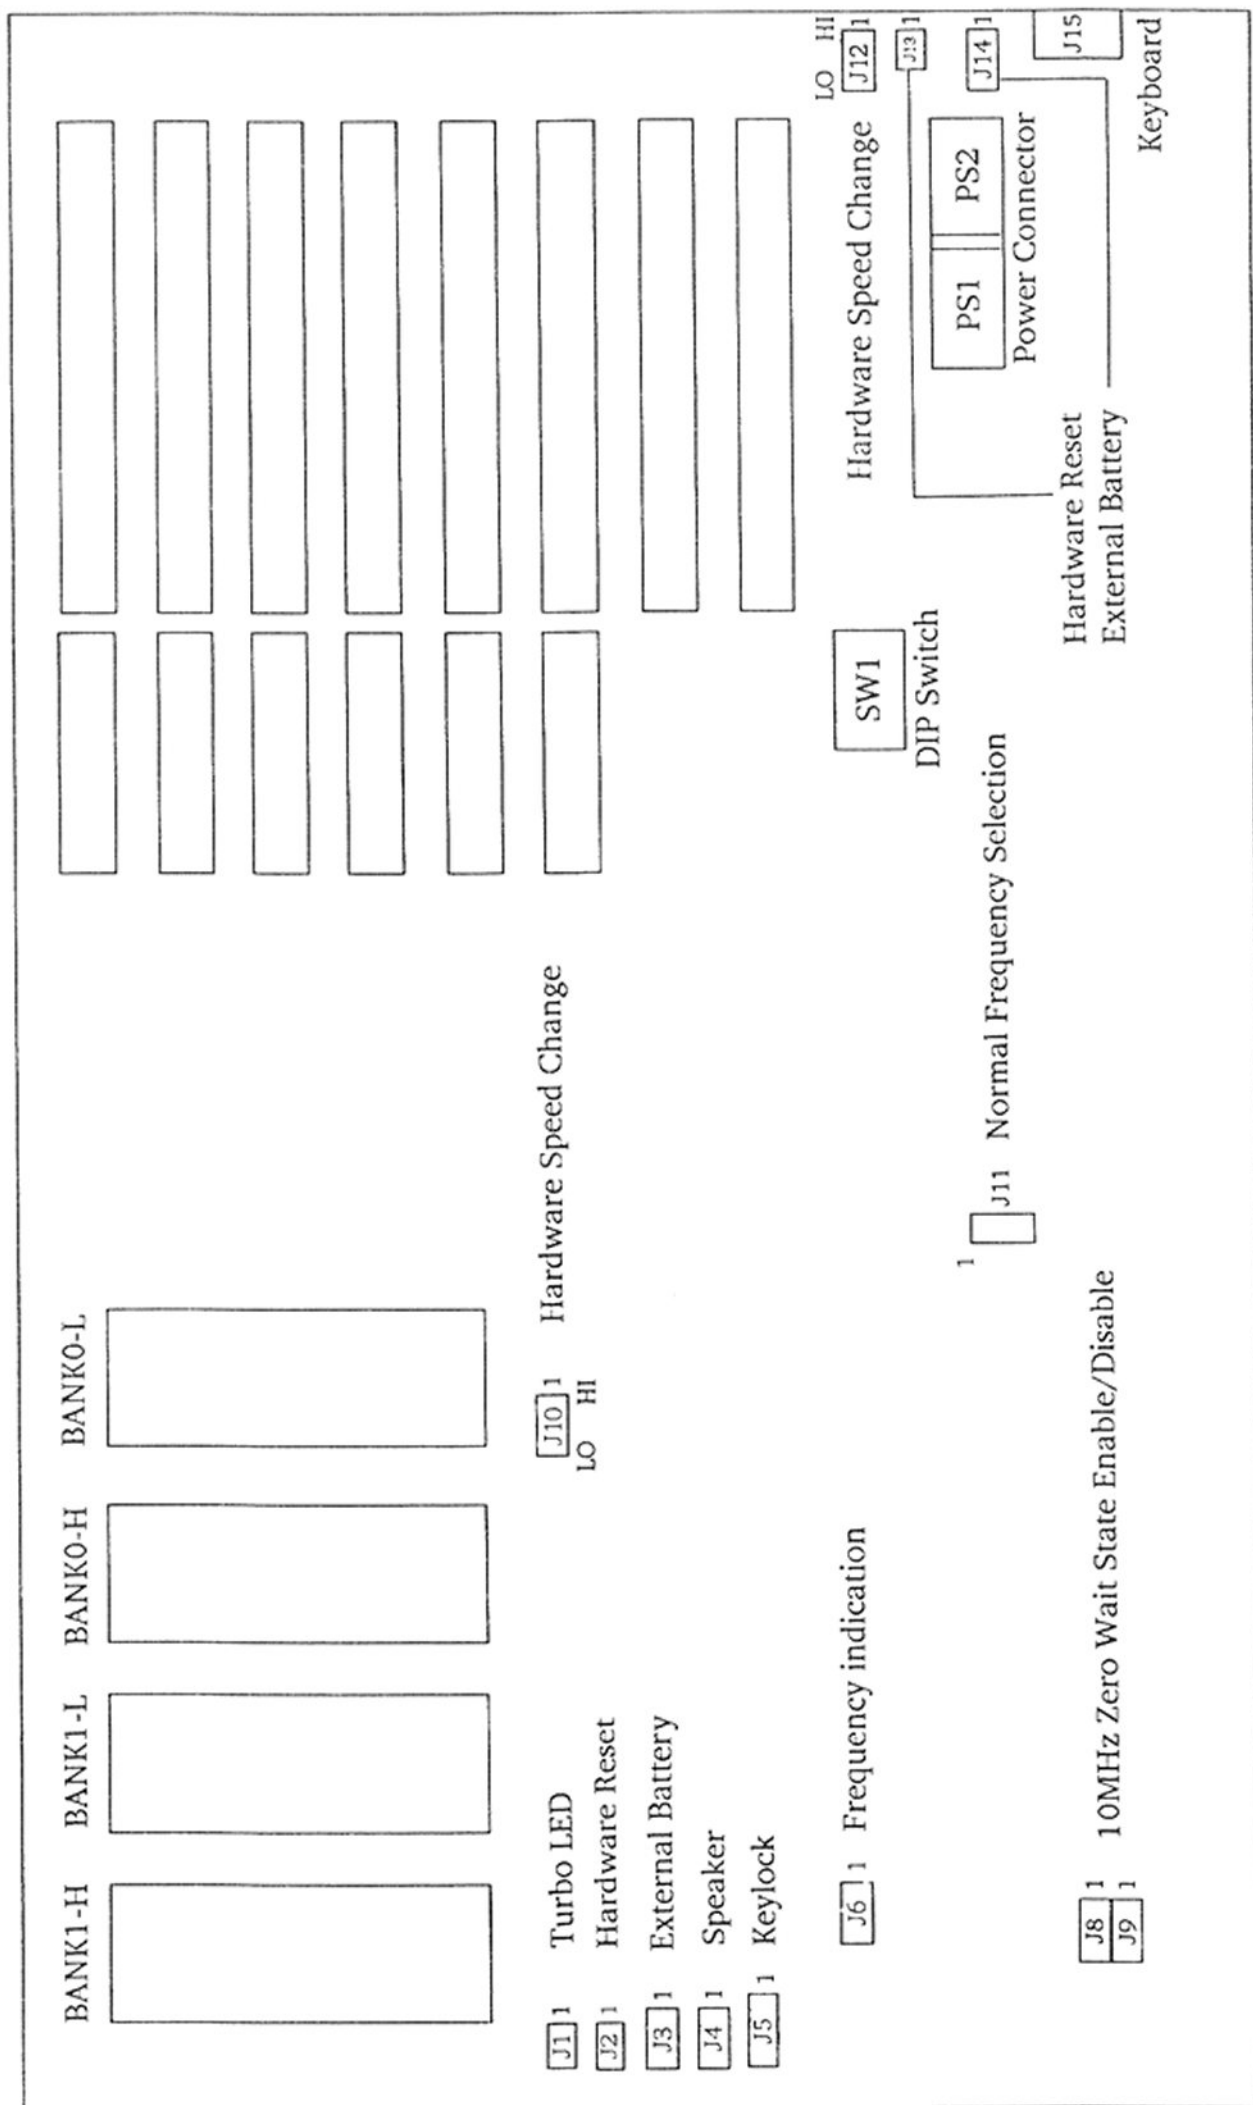 BANK1-H
BANK1-L
BANK0-H
BANK0-L
J1 1 Turbo LED
J2 1 Hardware Reset
J3 1 External Battery
J4 1 Speaker
J5 1 Keylock
J10 1 Hardware Speed Change
LO HI
J6 1 Frequency indication
J8 1
J9 1
10MHz Zero Wait State Enable/Disable
1
J11 Normal Frequency Selection
SW1
DIP Switch
LO HI
Hardware Speed Change J12 1
J13 1
PS1 PS2
Power Connector
J14 1
Hardware Reset
External Battery
J15
Keyboard